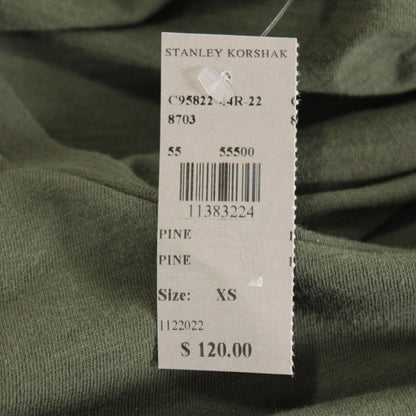 STANLEY KORSHAK
8703
55 55500
11383224
PINE
PINE
Size: XS
1122022
$ 120.00